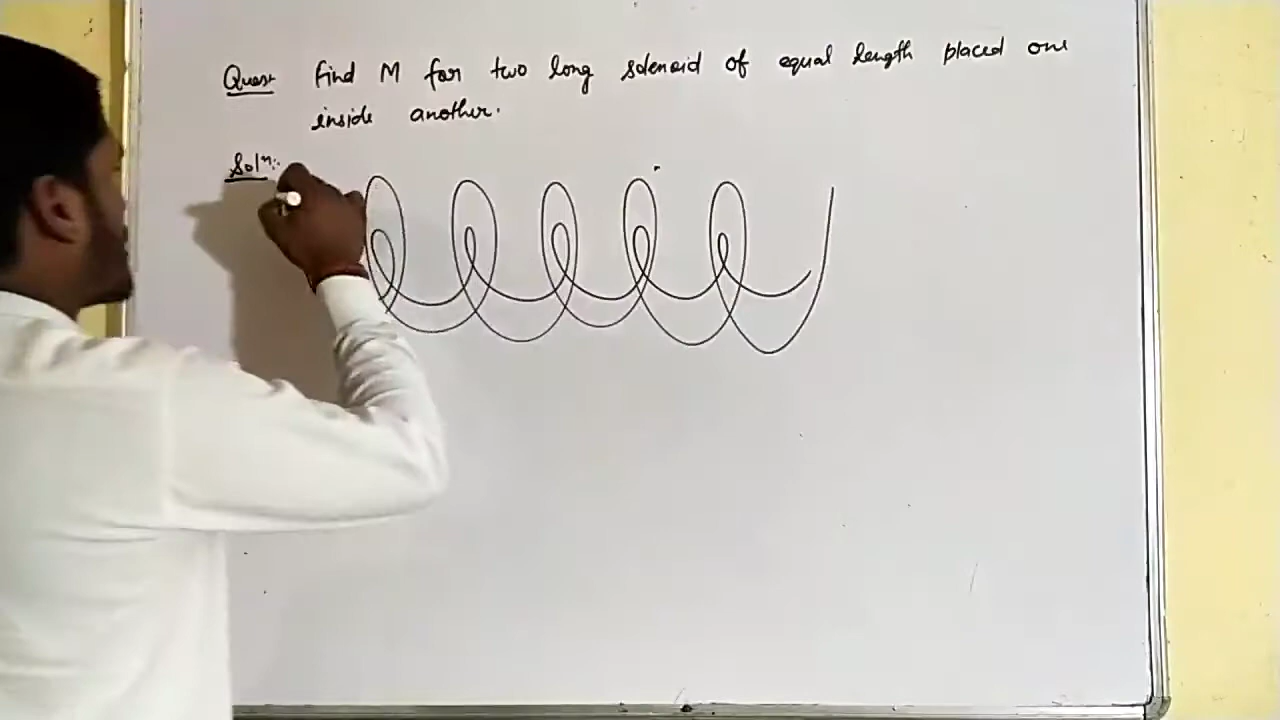 Quest Find M for two long solenoid of equal length placed one
inside another.
Solⁿ: